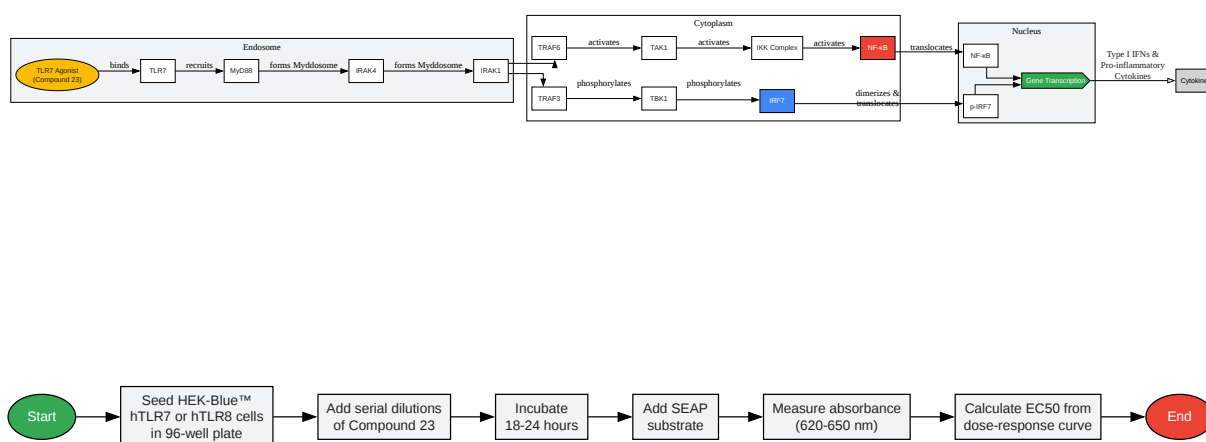 Endosome
TLR7 Agonist
(Compound 23)
binds
TLR7
recruits
MyD88
forms Myddosome
IRAK4
forms Myddosome
IRAK1
Cytoplasm
TRAF6
activates
TAK1
activates
IKK Complex
activates
NF-κB
translocates
TRAF3
phosphorylates
TBK1
phosphorylates
IRF7
dimerizes &
translocates
Nucleus
NF-κB
p-IRF7
Gene Transcription
Type I IFNs &
Pro-inflammatory
Cytokines
Cytokine
Start
Seed HEK-Blue™
hTLR7 or hTLR8 cells
in 96-well plate
Add serial dilutions
of Compound 23
Incubate
18-24 hours
Add SEAP
substrate
Measure absorbance
(620-650 nm)
Calculate EC50 from
dose-response curve
End